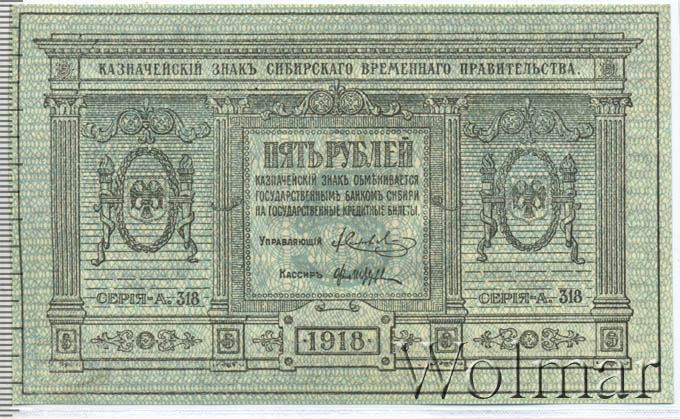 КАЗНАЧЕЙСКІЙ ЗНАКЪ СИБИРСКАГО ВРЕМЕННАГО ПРАВИТЕЛЬСТВА.
ПЯТЬ РУБЛЕЙ
КАЗНАЧЕЙСКІЙ ЗНАКЪ ОБМѢНИВАЕТСЯ
ГОСУДАРСТВЕННЫМЪ БАНКОМЪ СИБИРИ
НА ГОСУДАРСТВЕННЫЕ КРЕДИТНЫЕ БИЛЕТЫ.
УПРАВЛЯЮЩІЙ
КАССИРЪ
СЕРІЯ-А. 318
СЕРІЯ-А. 318
5
5
1918
5
5
Wolmar